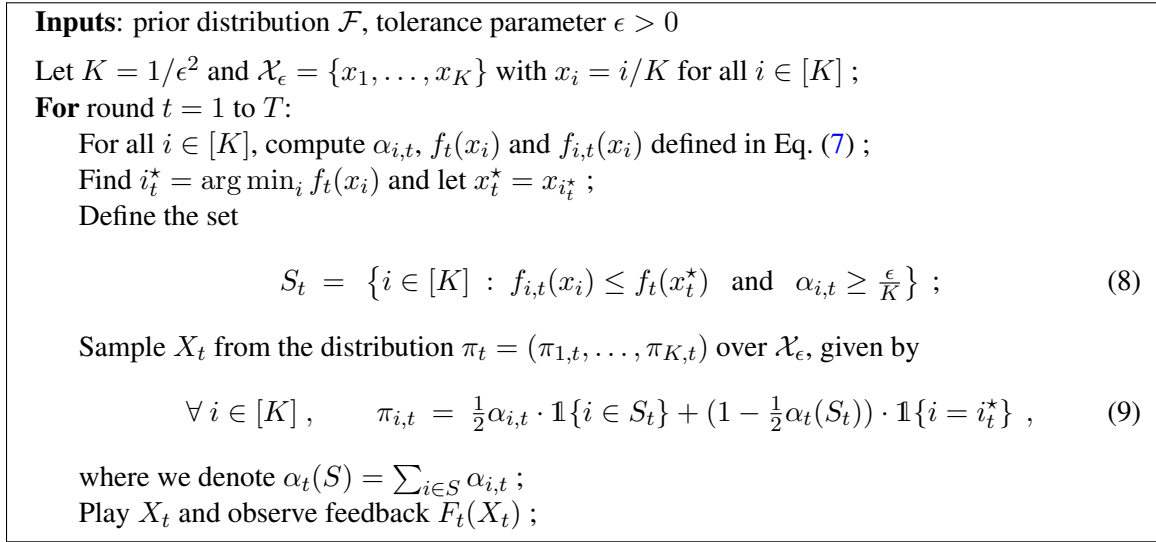 Inputs: prior distribution 𝓕, tolerance parameter ϵ > 0
Let K = 1/ϵ² and 𝒳_ϵ = {x₁, . . . , x_K} with x_i = i/K for all i ∈ [K] ;
For round t = 1 to T:
For all i ∈ [K], compute α_{i,t}, f_t(x_i) and f_{i,t}(x_i) defined in Eq. (7) ;
Find i_t^⋆ = arg min_i f_t(x_i) and let x_t^⋆ = x_{i_t^⋆} ;
Define the set
S_t = {i ∈ [K] : f_{i,t}(x_i) ≤ f_t(x_t^⋆) and α_{i,t} ≥ ϵ/K} ; (8)
Sample X_t from the distribution π_t = (π_{1,t}, . . . , π_{K,t}) over 𝒳_ϵ, given by
∀ i ∈ [K] , π_{i,t} = ½α_{i,t} · 𝟙{i ∈ S_t} + (1 − ½α_t(S_t)) · 𝟙{i = i_t^⋆} , (9)
where we denote α_t(S) = ∑_{i∈S} α_{i,t} ;
Play X_t and observe feedback F_t(X_t) ;